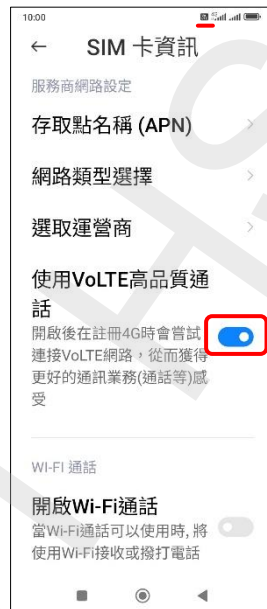 10:00
← SIM 卡資訊
服務商網路設定
存取點名稱 (APN)
網路類型選擇
選取運營商
使用VoLTE高品質通
話
開啟後在註冊4G時會嘗試
連接VoLTE網路，從而獲得
更好的通訊業務(通話等)感
受
WI-FI 通話
開啟Wi-Fi通話
當Wi-Fi通話可以使用時, 將
使用Wi-Fi接收或撥打電話